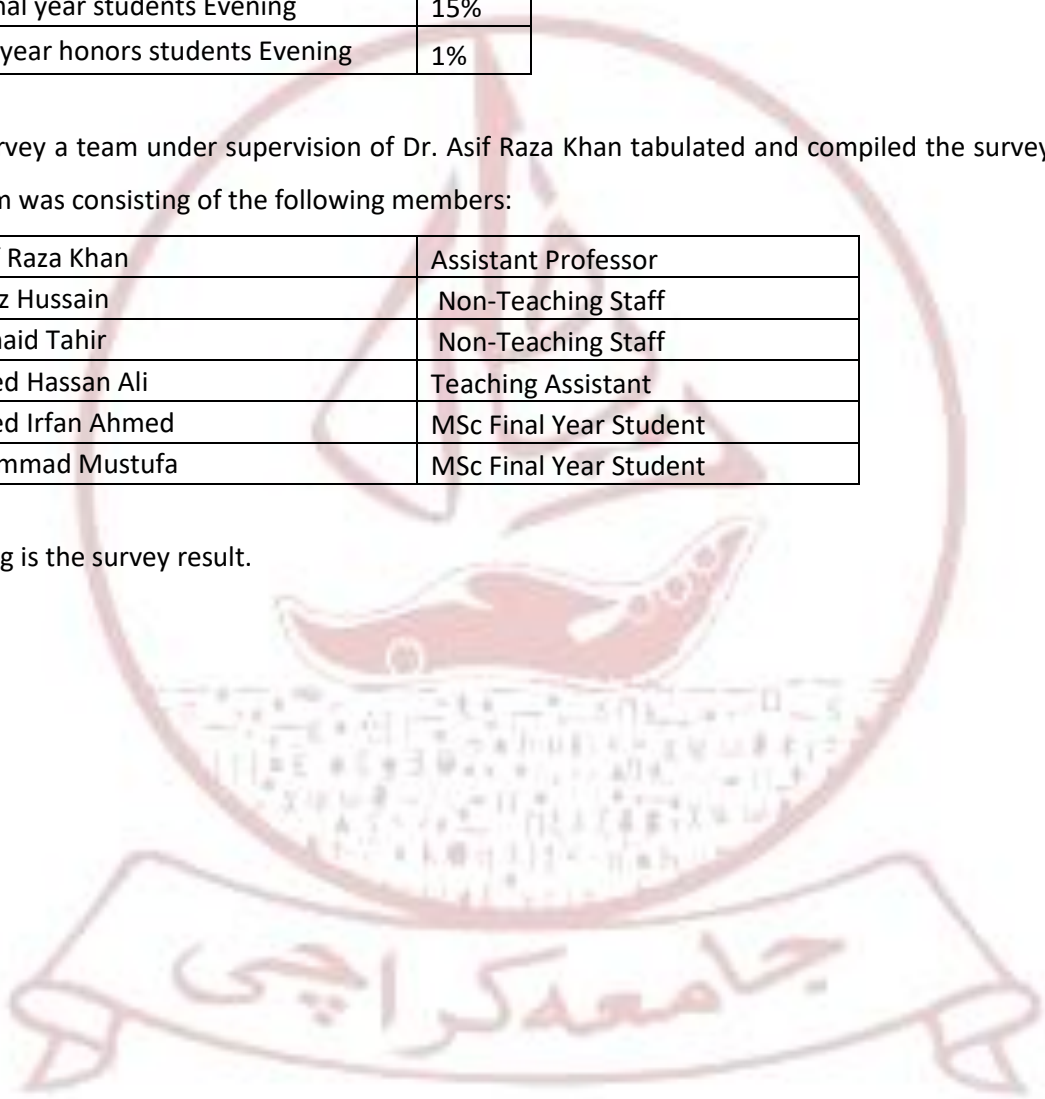 nal year students Evening 15%
year honors students Evening 1%
rvey a team under supervision of Dr. Asif Raza Khan tabulated and compiled the survey
m was consisting of the following members:
f Raza Khan Assistant Professor
z Hussain Non-Teaching Staff
aid Tahir Non-Teaching Staff
ed Hassan Ali Teaching Assistant
ed Irfan Ahmed MSc Final Year Student
mmad Mustufa MSc Final Year Student
g is the survey result.
جامعہ کراچی